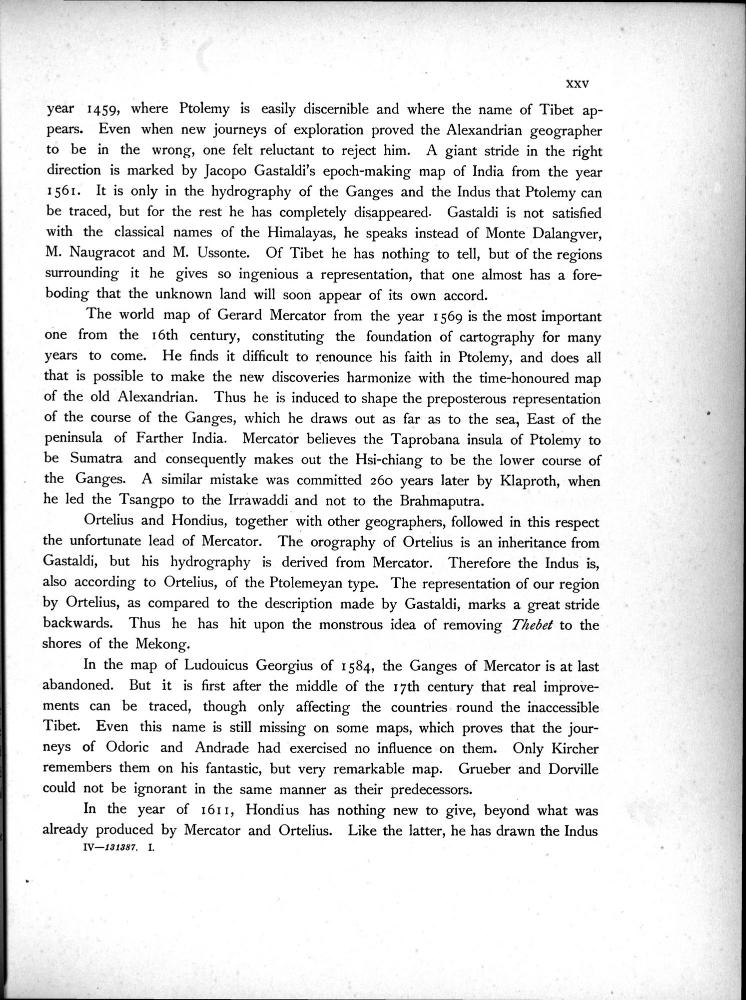 XXV
year 1459, where Ptolemy is easily discernible and where the name of Tibet ap-
pears. Even when new journeys of exploration proved the Alexandrian geographer
to be in the wrong, one felt reluctant to reject him. A giant stride in the right
direction is marked by Jacopo Gastaldi's epoch-making map of India from the year
1561. It is only in the hydrography of the Ganges and the Indus that Ptolemy can
be traced, but for the rest he has completely disappeared. Gastaldi is not satisfied
with the classical names of the Himalayas, he speaks instead of Monte Dalangver,
M. Naugracot and M. Ussonte. Of Tibet he has nothing to tell, but of the regions
surrounding it he gives so ingenious a representation, that one almost has a fore-
boding that the unknown land will soon appear of its own accord.
The world map of Gerard Mercator from the year 1569 is the most important
one from the 16th century, constituting the foundation of cartography for many
years to come. He finds it difficult to renounce his faith in Ptolemy, and does all
that is possible to make the new discoveries harmonize with the time-honoured map
of the old Alexandrian. Thus he is induced to shape the preposterous representation
of the course of the Ganges, which he draws out as far as to the sea, East of the
peninsula of Farther India. Mercator believes the Taprobana insula of Ptolemy to
be Sumatra and consequently makes out the Hsi-chiang to be the lower course of
the Ganges. A similar mistake was committed 260 years later by Klaproth, when
he led the Tsangpo to the Irrawaddi and not to the Brahmaputra.
Ortelius and Hondius, together with other geographers, followed in this respect
the unfortunate lead of Mercator. The orography of Ortelius is an inheritance from
Gastaldi, but his hydrography is derived from Mercator. Therefore the Indus is,
also according to Ortelius, of the Ptolemeyan type. The representation of our region
by Ortelius, as compared to the description made by Gastaldi, marks a great stride
backwards. Thus he has hit upon the monstrous idea of removing Thebet to the
shores of the Mekong.
In the map of Ludouicus Georgius of 1584, the Ganges of Mercator is at last
abandoned. But it is first after the middle of the 17th century that real improve-
ments can be traced, though only affecting the countries round the inaccessible
Tibet. Even this name is still missing on some maps, which proves that the jour-
neys of Odoric and Andrade had exercised no influence on them. Only Kircher
remembers them on his fantastic, but very remarkable map. Grueber and Dorville
could not be ignorant in the same manner as their predecessors.
In the year of 1611, Hondius has nothing new to give, beyond what was
already produced by Mercator and Ortelius. Like the latter, he has drawn the Indus
IV—131387. I.